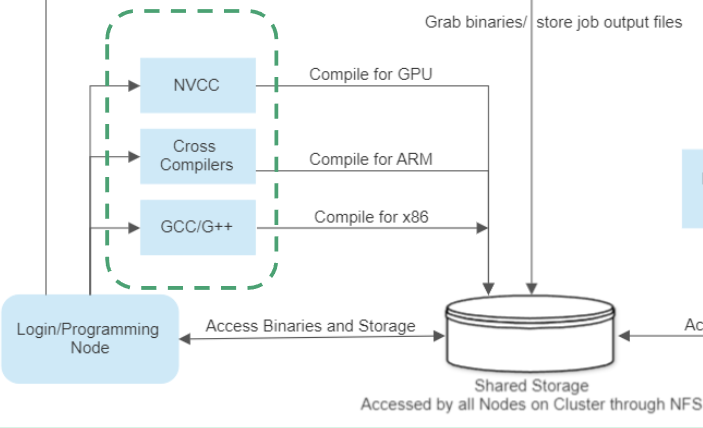 Grab binaries/ store job output files
NVCC
Compile for GPU
Cross
Compilers
Compile for ARM
GCC/G++
Compile for x86
Login/Programming
Node
Access Binaries and Storage
Shared Storage
Accessed by all Nodes on Cluster through NFS